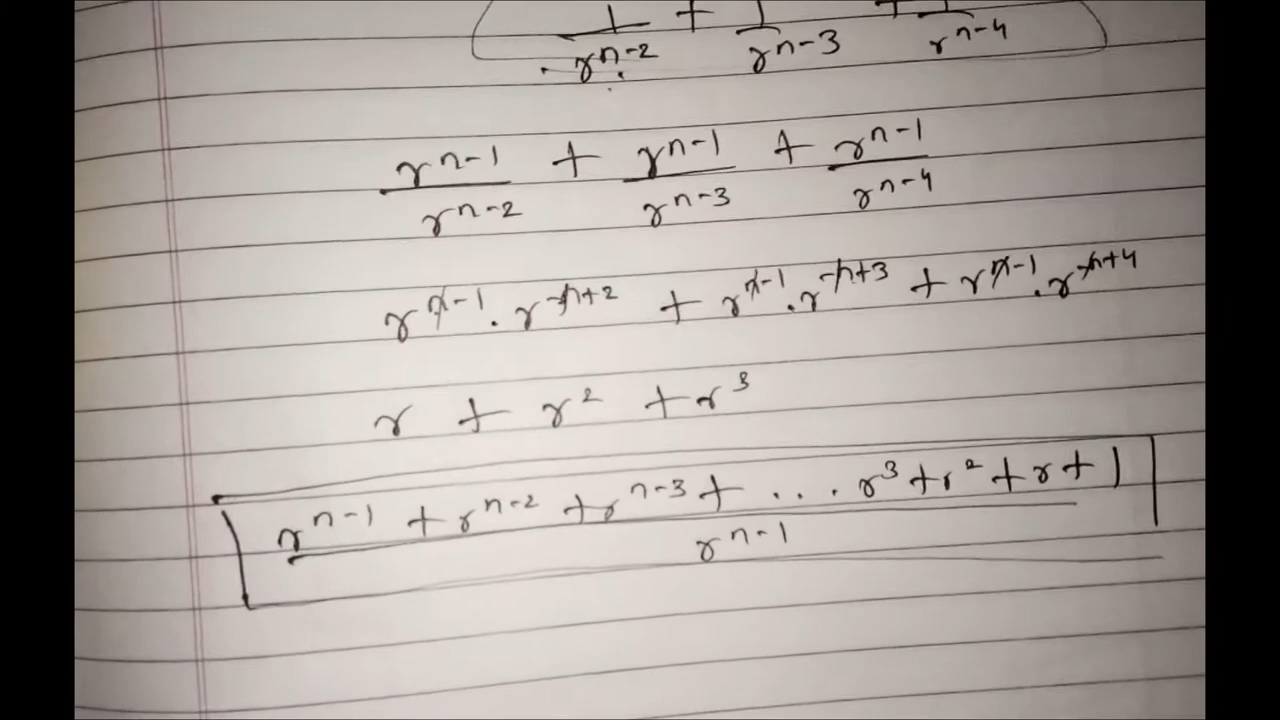 1/r^{n-2} + 1/r^{n-3} + 1/r^{n-4}
r^{n-1}/r^{n-2} + r^{n-1}/r^{n-3} + r^{n-1}/r^{n-4}
r^{n-1} . r^{-n+2} + r^{n-1} . r^{-n+3} + r^{n-1} . r^{-n+4}
r + r^2 + r^3
r^{n-1} + r^{n-2} + r^{n-3} + ... r^3 + r^2 + r + 1
r^{n-1}